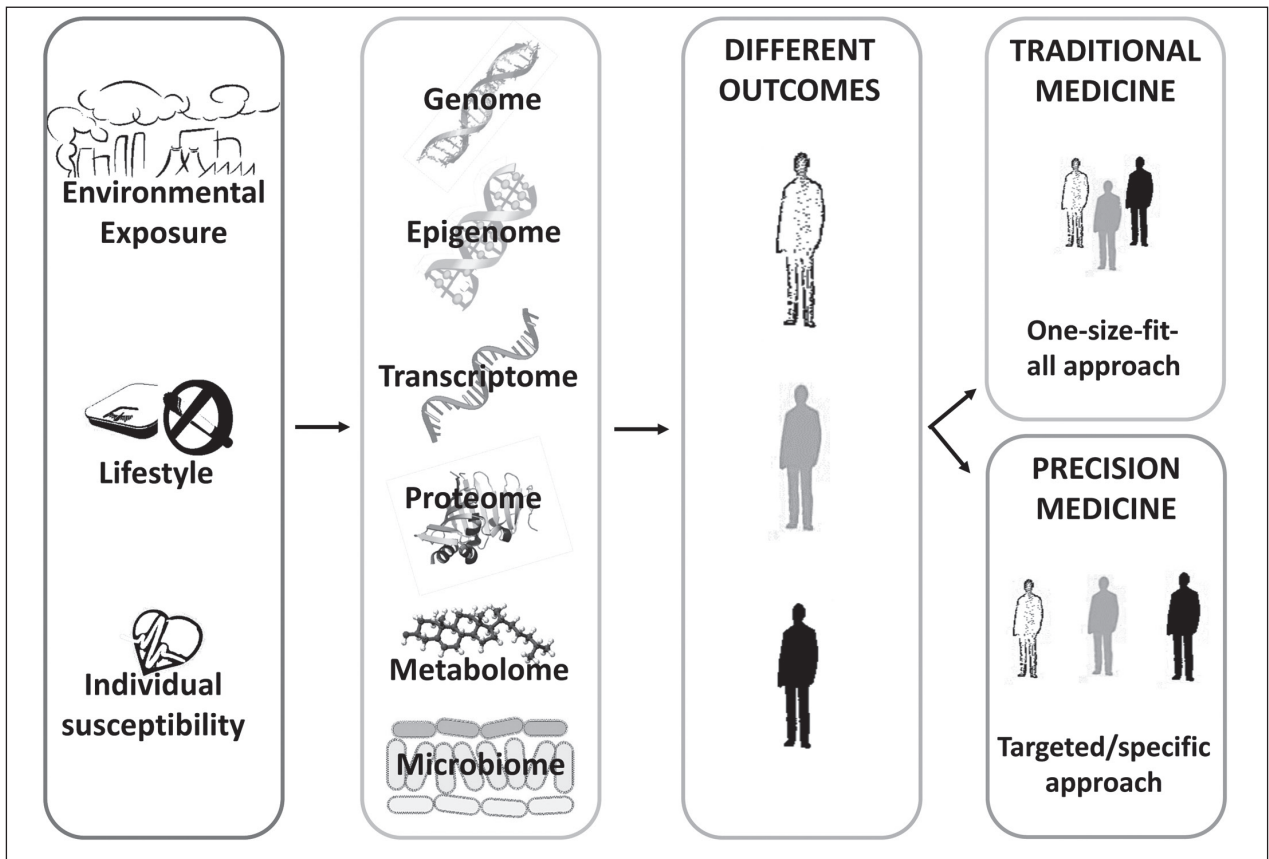 Environmental
Exposure
Lifestyle
Individual
susceptibility
Genome
Epigenome
Transcriptome
Proteome
Metabolome
Microbiome
DIFFERENT
OUTCOMES
TRADITIONAL
MEDICINE
One-size-fit-
all approach
PRECISION
MEDICINE
Targeted/specific
approach